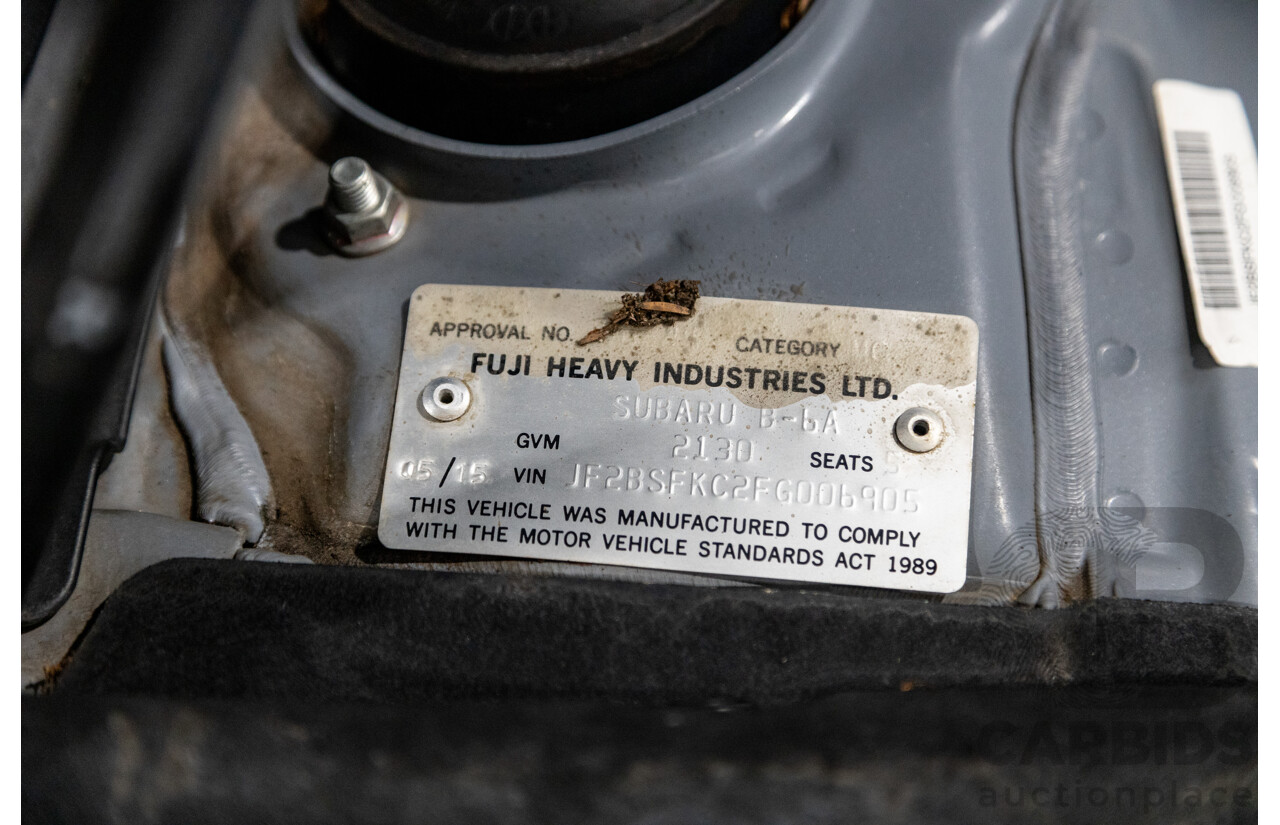 APPROVAL NO. CATEGORY MC
FUJI HEAVY INDUSTRIES LTD.
SUBARU B-6A
GVM 2130 SEATS 5
05/15 VIN JF2BSFKC2FG006905
THIS VEHICLE WAS MANUFACTURED TO COMPLY
WITH THE MOTOR VEHICLE STANDARDS ACT 1989
CARBIDS
auctionplace